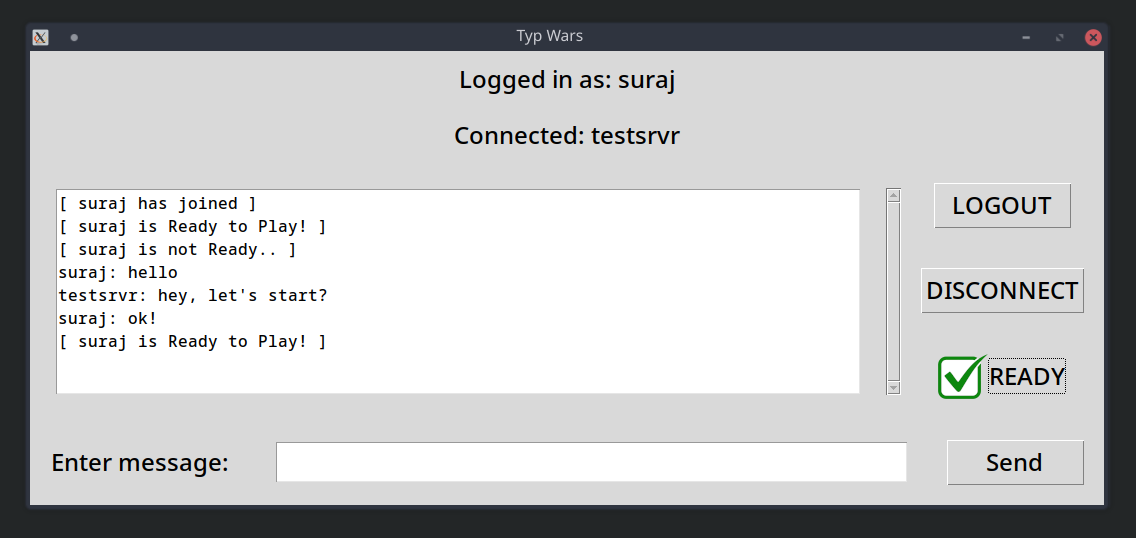 Typ Wars
Logged in as: suraj
Connected: testsrvr
[ suraj has joined ]
[ suraj is Ready to Play! ]
[ suraj is not Ready.. ]
suraj: hello
testsrvr: hey, let's start?
suraj: ok!
[ suraj is Ready to Play! ]
LOGOUT
DISCONNECT
READY
Enter message:
Send